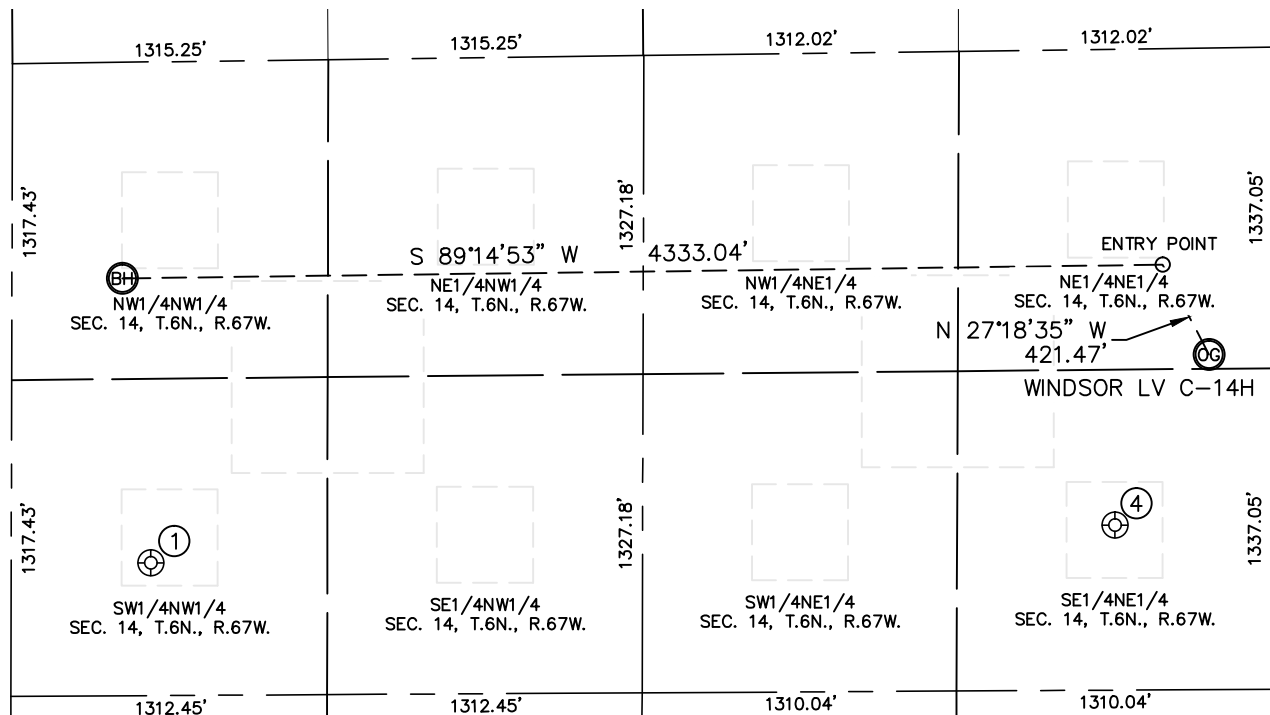 1315.25'
1315.25'
1312.02'
1312.02'
1317.43'
1327.18'
1337.05'
ENTRY POINT
S 89°14'53" W 4333.04'
BH
NW1/4NW1/4
SEC. 14, T.6N., R.67W.
NE1/4NW1/4
SEC. 14, T.6N., R.67W.
NW1/4NE1/4
SEC. 14, T.6N., R.67W.
NE1/4NE1/4
SEC. 14, T.6N., R.67W.
N 27°18'35" W
421.47'
OG
WINDSOR LV C-14H
1317.43'
1327.18'
1337.05'
1
4
SW1/4NW1/4
SEC. 14, T.6N., R.67W.
SE1/4NW1/4
SEC. 14, T.6N., R.67W.
SW1/4NE1/4
SEC. 14, T.6N., R.67W.
SE1/4NE1/4
SEC. 14, T.6N., R.67W.
1312.45'
1312.45'
1310.04'
1310.04'